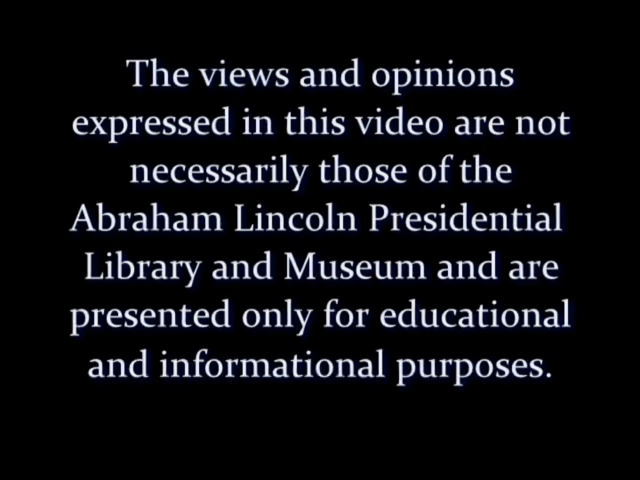 The views and opinions
expressed in this video are not
necessarily those of the
Abraham Lincoln Presidential
Library and Museum and are
presented only for educational
and informational purposes.